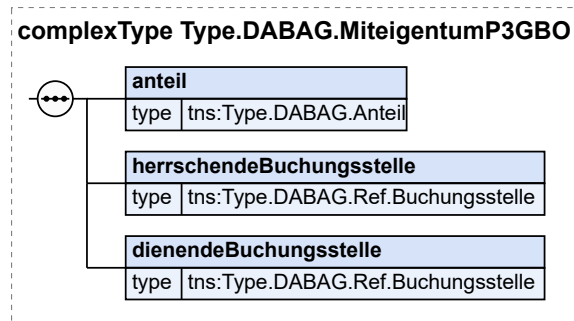 complexType Type.DABAG.MiteigentumP3GBO
anteil
type tns:Type.DABAG.Anteil
herrschendeBuchungsstelle
type tns:Type.DABAG.Ref.Buchungsstelle
dienendeBuchungsstelle
type tns:Type.DABAG.Ref.Buchungsstelle